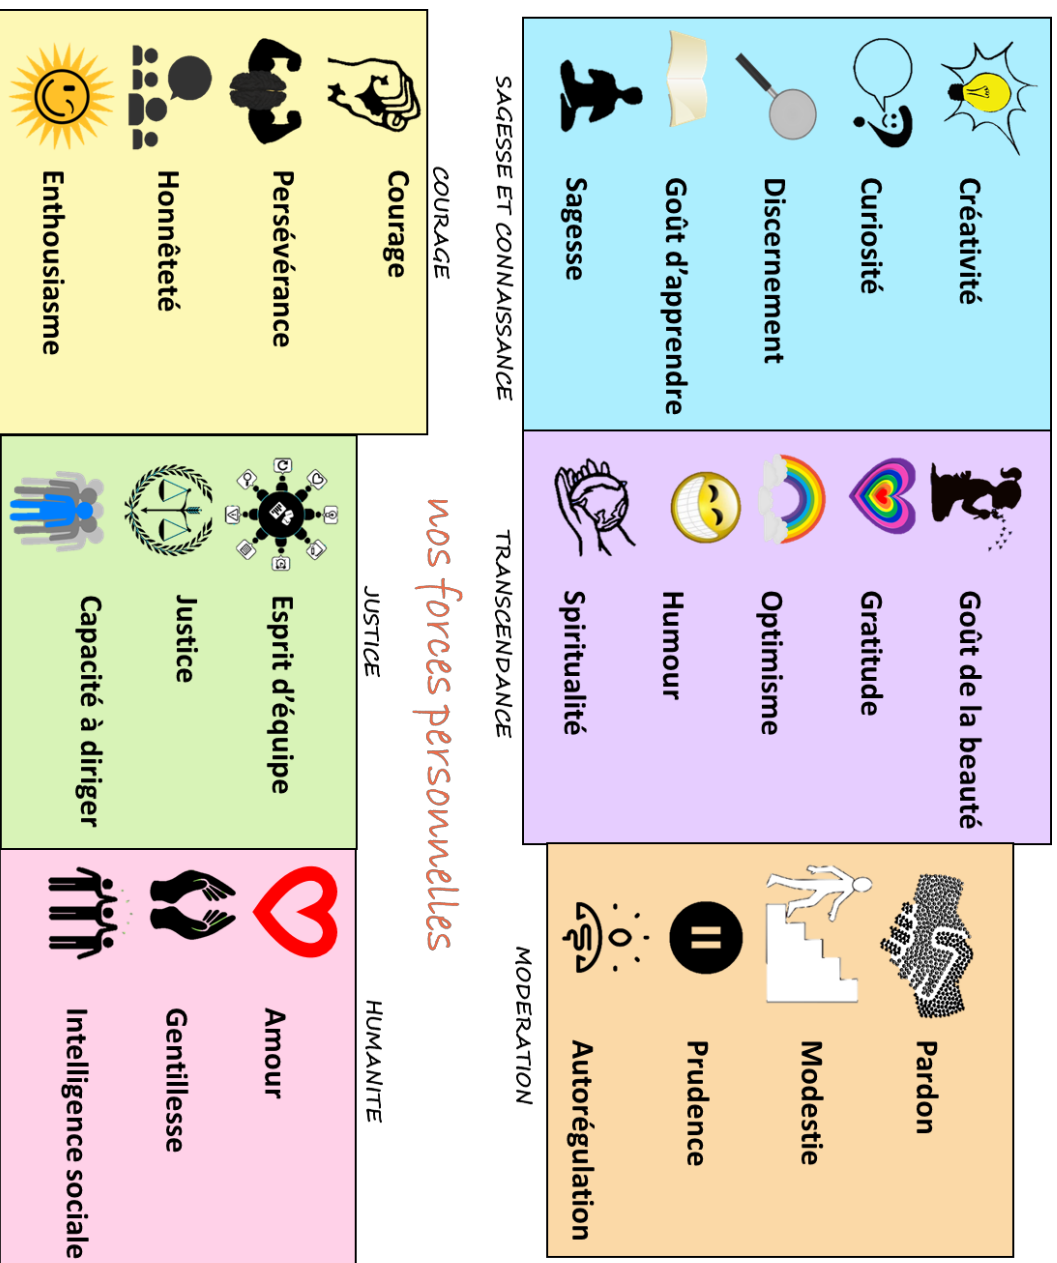 Créativité
Curiosité
Discernement
Goût d’apprendre
Sagesse
SAGESSE ET CONNAISSANCE
Goût de la beauté
Gratitude
Optimisme
Humour
Spiritualité
TRANSCENDANCE
Pardon
Modestie
Prudence
Autorégulation
MODERATION
nos forces personnelles
COURAGE
Courage
Persévérance
Honnêteté
Enthousiasme
JUSTICE
Esprit d’équipe
Justice
Capacité à diriger
HUMANITE
Amour
Gentillesse
Intelligence sociale